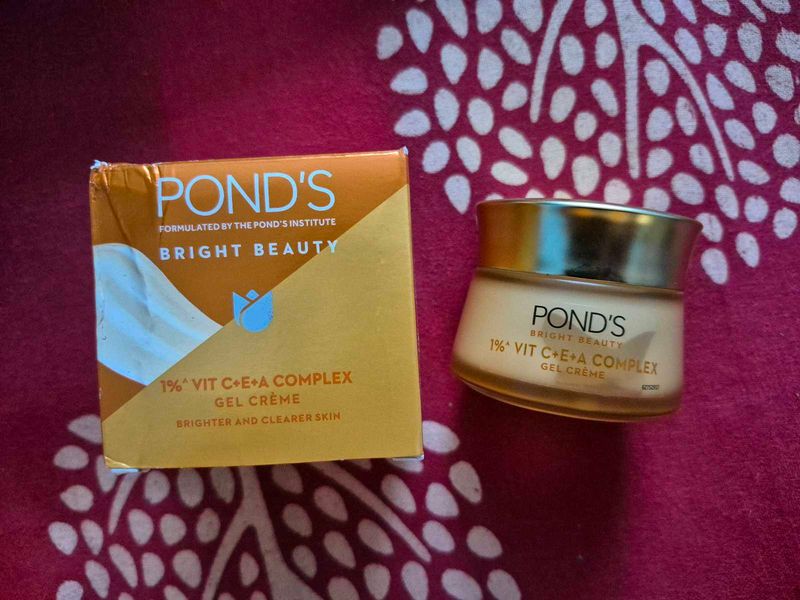 POND'S
FORMULATED BY THE POND'S INSTITUTE
BRIGHT BEAUTY
1%^ VIT C+E+A COMPLEX
GEL CRÈME
BRIGHTER AND CLEARER SKIN
POND'S
BRIGHT BEAUTY
1%^ VIT C+E+A COMPLEX
GEL CRÈME